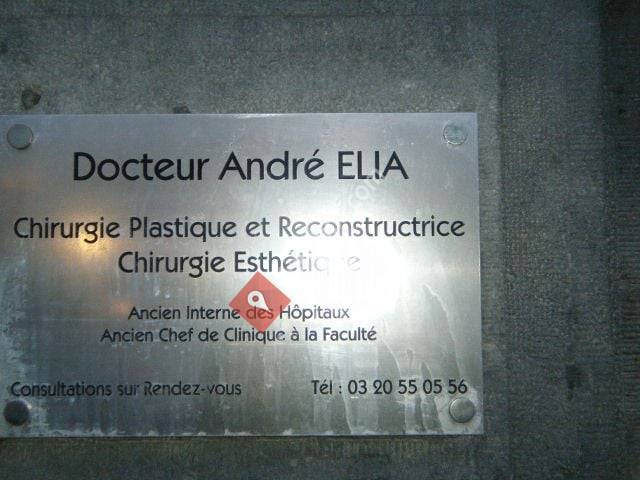 Docteur André ELIA
Chirurgie Plastique et Reconstructrice
Chirurgie Esthétique
Ancien Interne des Hôpitaux
Ancien Chef de Clinique à la Faculté
Consultations sur Rendez-vous Tél : 03 20 55 05 56